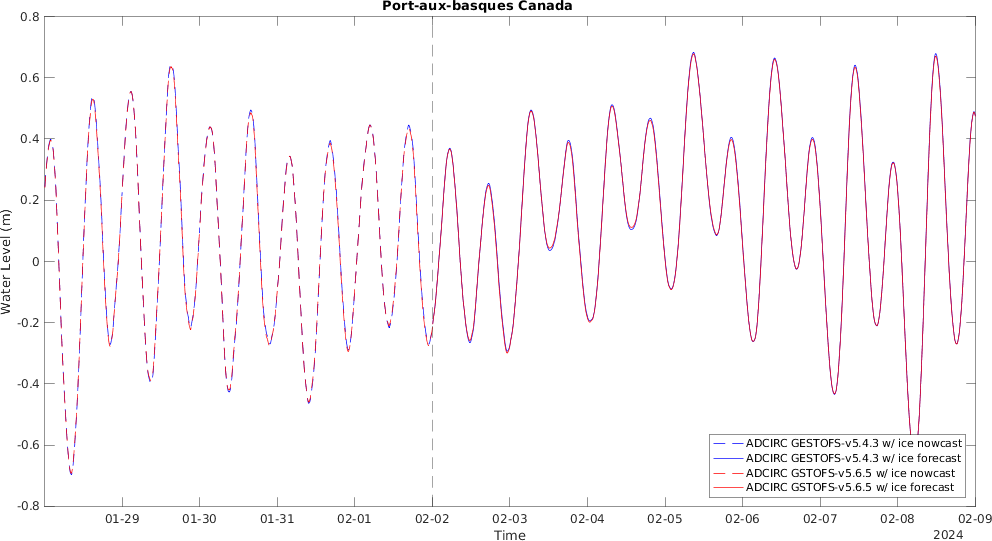 Port-aux-basques Canada
0.8
0.6
0.4
0.2
0
-0.2
-0.4
-0.6
-0.8
Water Level (m)
ADCIRC GESTOFS-v5.4.3 w/ ice nowcast
ADCIRC GESTOFS-v5.4.3 w/ ice forecast
ADCIRC GSTOFS-v5.6.5 w/ ice nowcast
ADCIRC GSTOFS-v5.6.5 w/ ice forecast
01-29 01-30 01-31 02-01 02-02 02-03 02-04 02-05 02-06 02-07 02-08 02-09
Time
2024